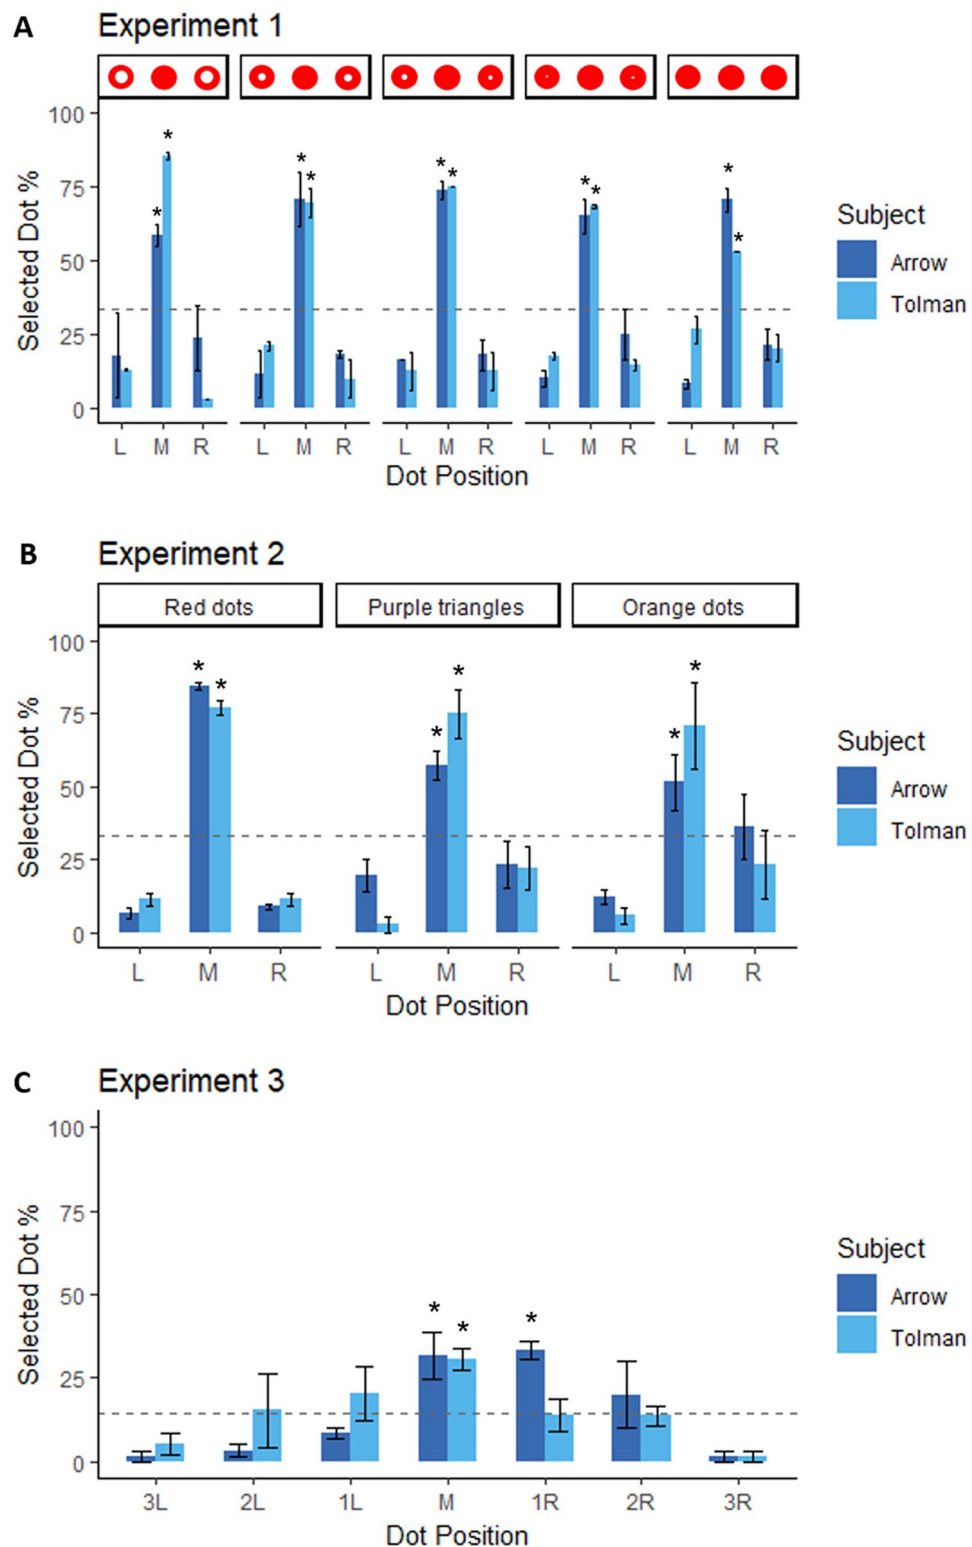 A Experiment 1
* * * * * * * * * *
100
75
50
25
0
Selected Dot %
L M R L M R L M R L M R L M R
Dot Position
Subject
Arrow
Tolman
B Experiment 2
Red dots Purple triangles Orange dots
* * * * * *
100
75
50
25
0
Selected Dot %
L M R L M R L M R
Dot Position
Subject
Arrow
Tolman
C Experiment 3
* * *
100
75
50
25
0
Selected Dot %
3L 2L 1L M 1R 2R 3R
Dot Position
Subject
Arrow
Tolman